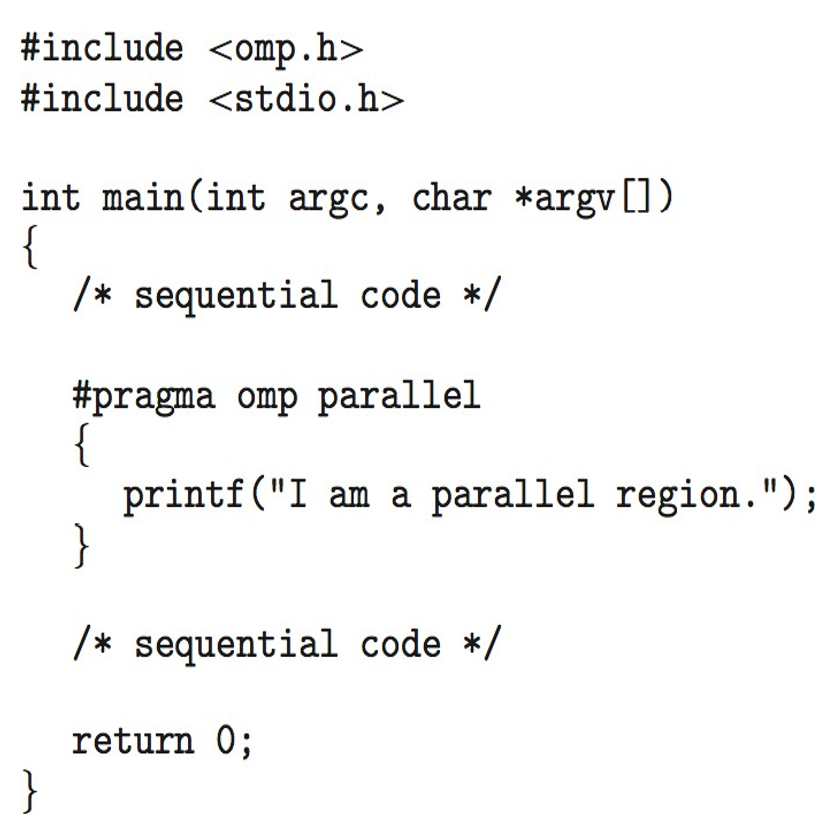 #include <omp.h>
#include <stdio.h>
int main(int argc, char *argv[])
{
/* sequential code */
#pragma omp parallel
{
printf("I am a parallel region.");
}
/* sequential code */
return 0;
}